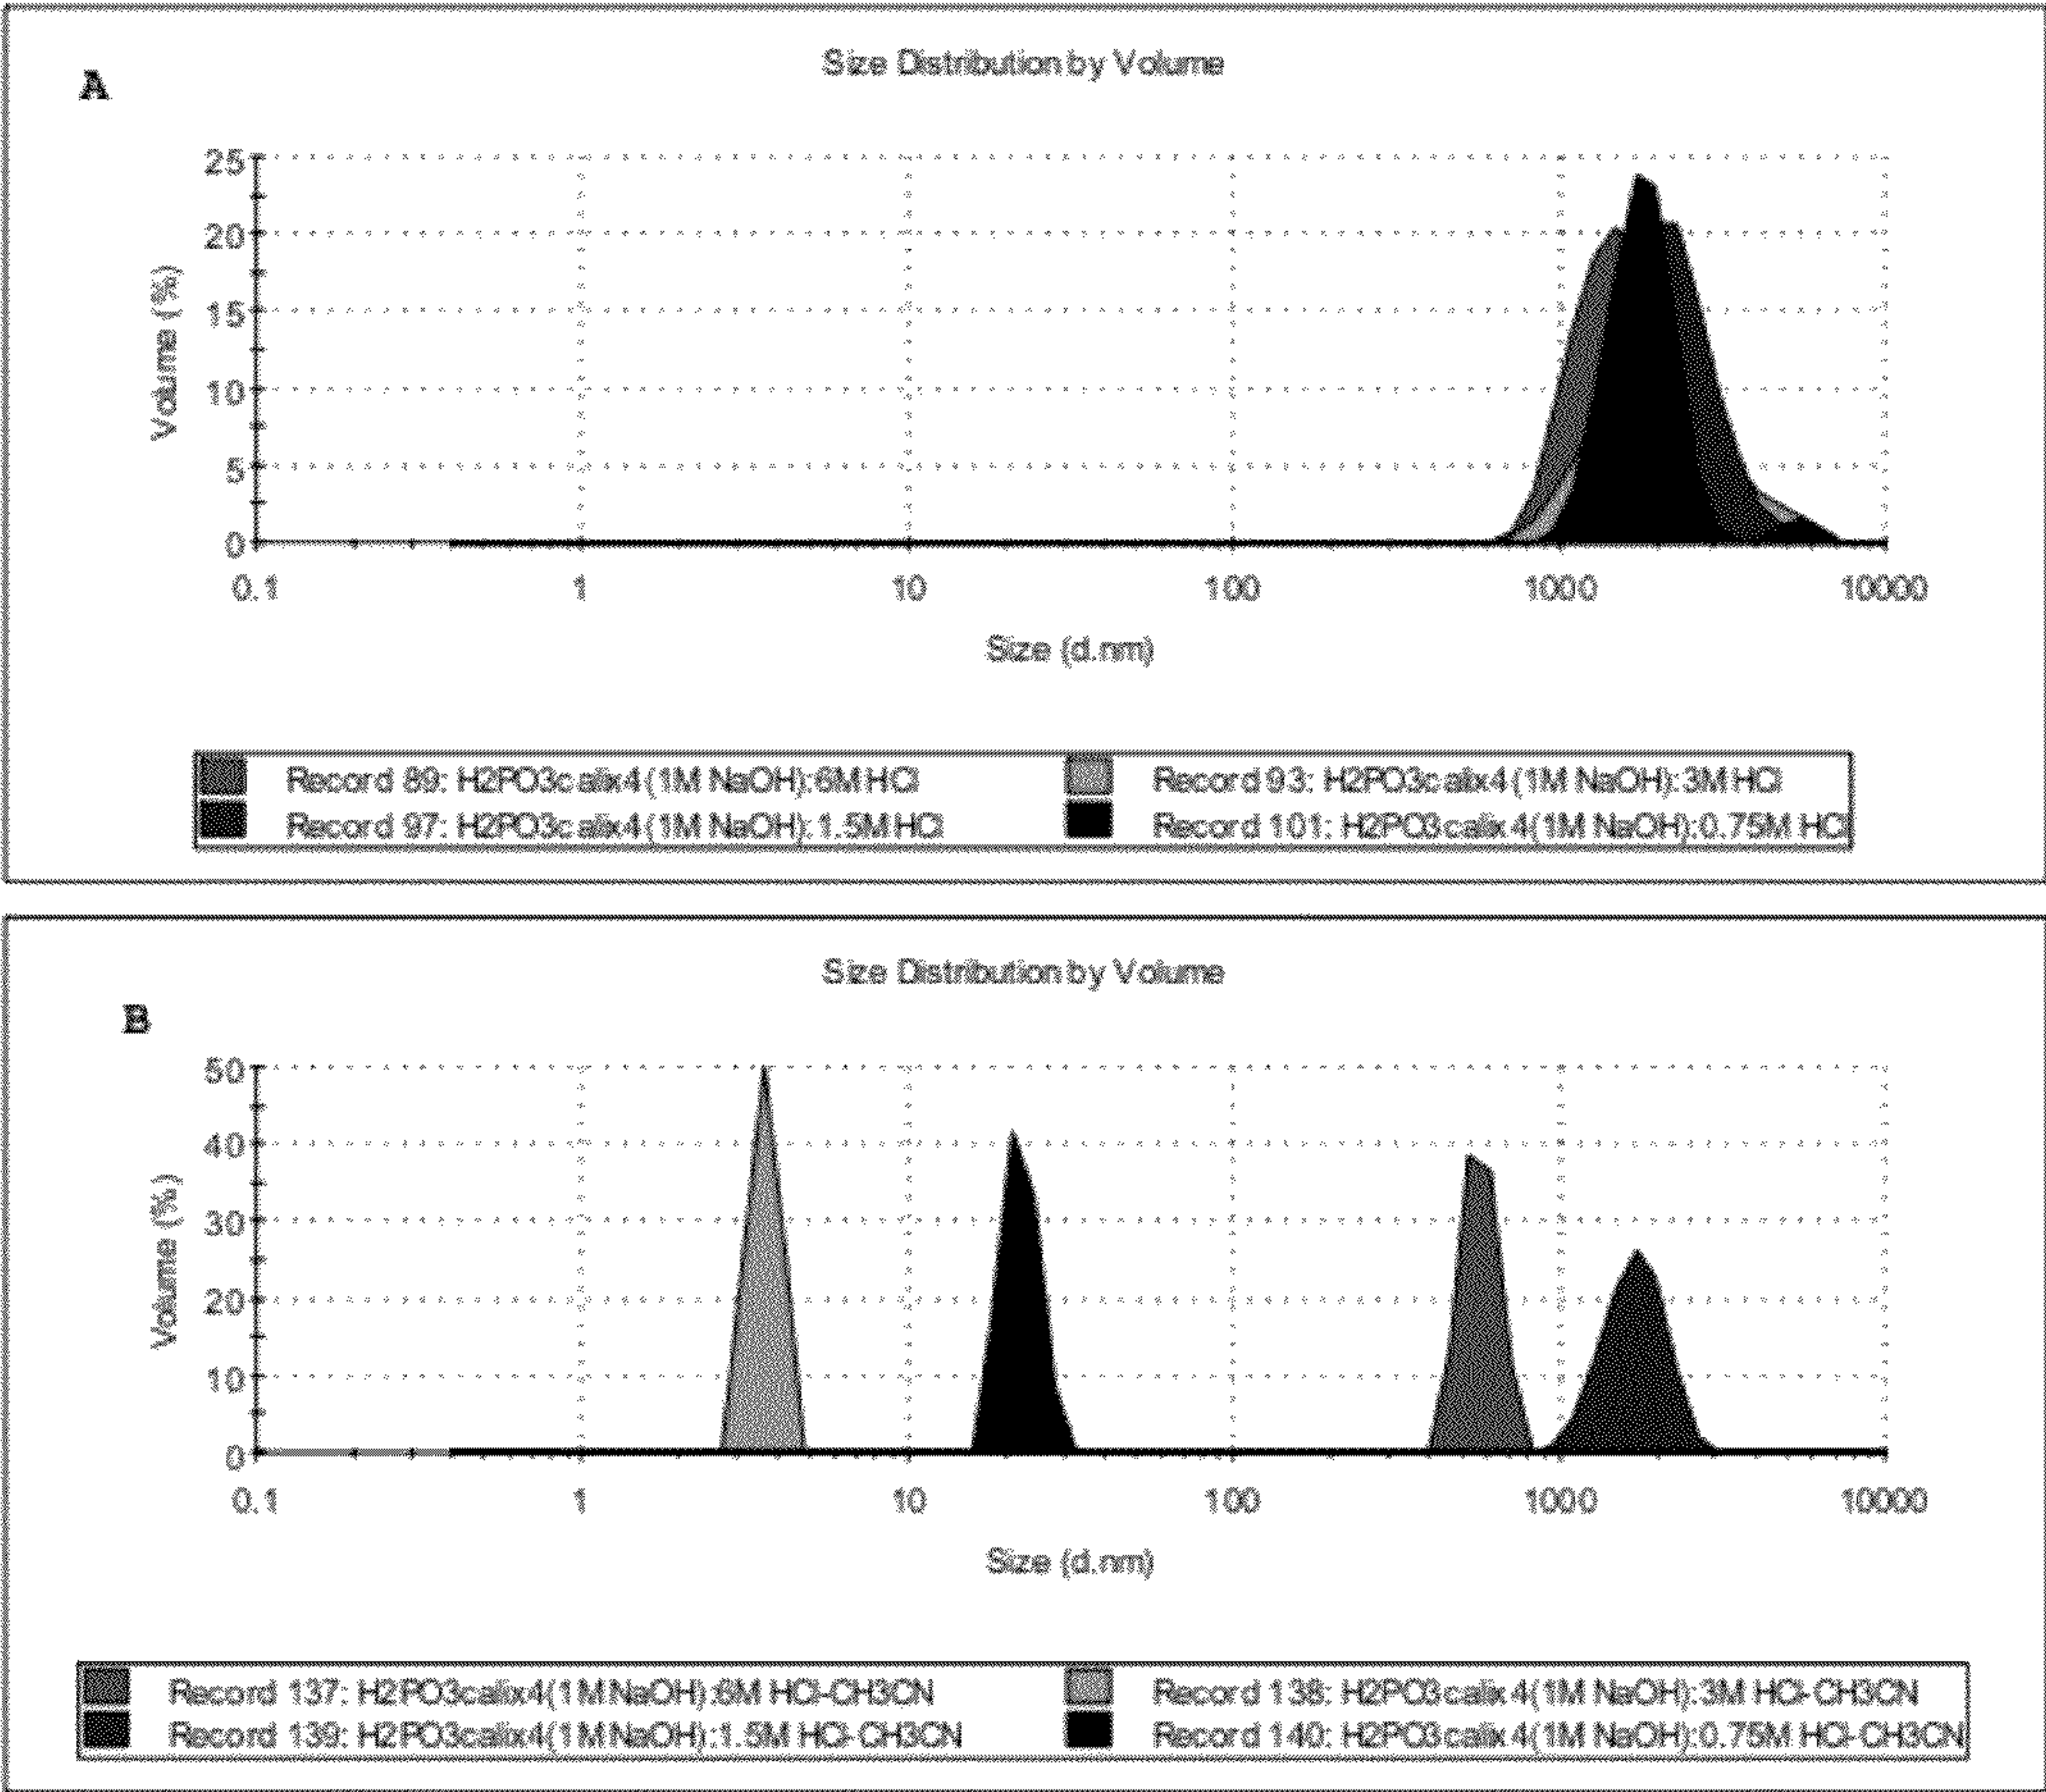 A
Size Distribution by Volume
25
20
15
10
5
0
Volume (%)
0.1 1 10 100 1000 10000
Size (d.nm)
Record 89: H2PO3calix4(1M NaOH):6M HCl Record 93: H2PO3calix4(1M NaOH):3M HCl
Record 97: H2PO3calix4(1M NaOH):1.5M HCl Record 101: H2PO3calix4(1M NaOH):0.75M HCl
Size Distribution by Volume
B
50
40
30
20
10
0
Volume (%)
0.1 1 10 100 1000 10000
Size (d.nm)
Record 137: H2PO3calix4(1M NaOH):6M HCl-CH3CN Record 138: H2PO3calix4(1M NaOH):3M HCl-CH3CN
Record 139: H2PO3calix4(1M NaOH):1.5M HCl-CH3CN Record 140: H2PO3calix4(1M NaOH):0.75M HCl-CH3CN